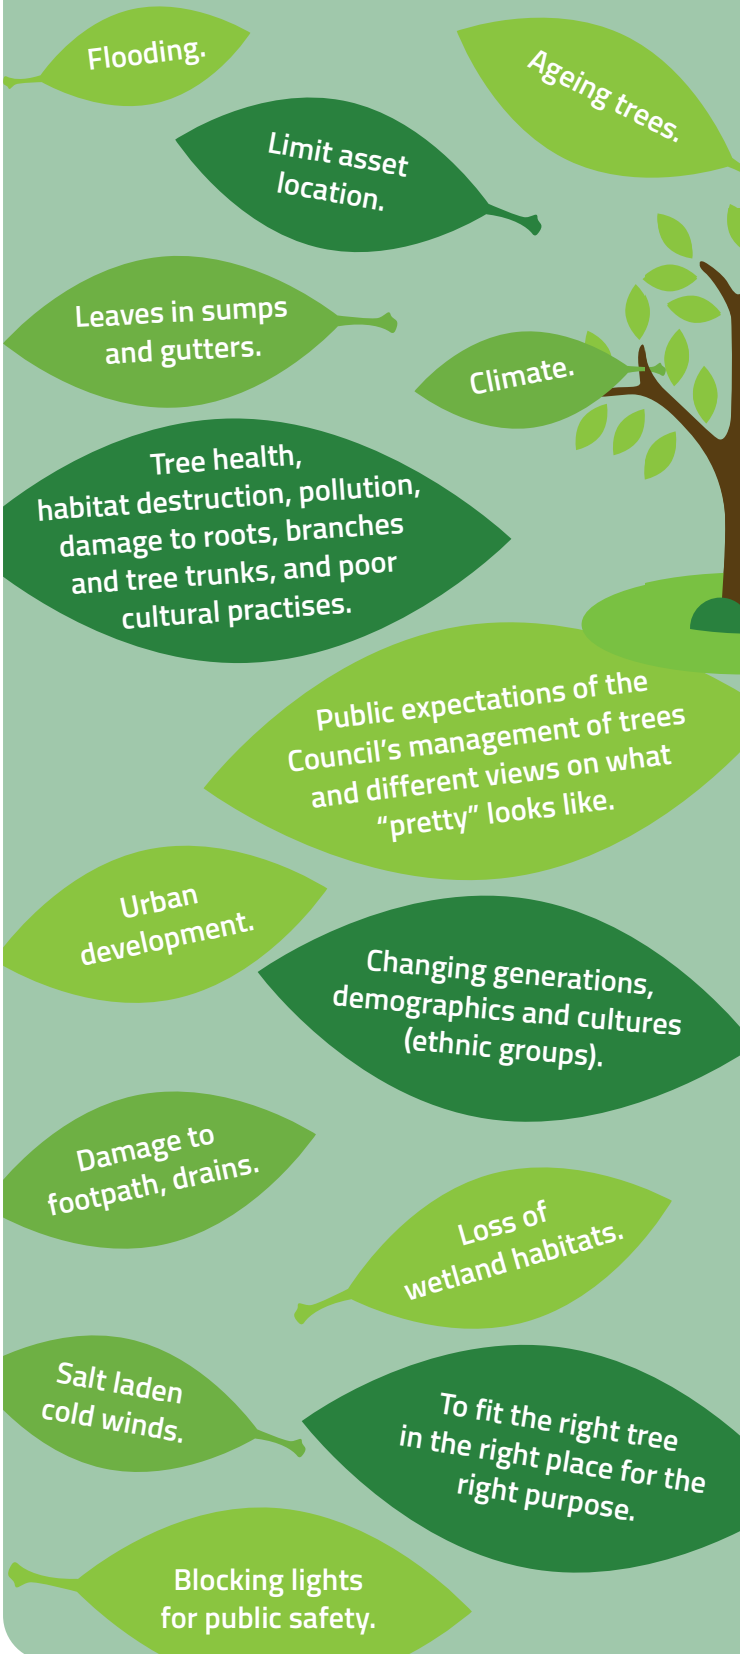 Flooding.
Ageing trees.
Limit asset
location.
Leaves in sumps
and gutters.
Climate.
Tree health,
habitat destruction, pollution,
damage to roots, branches
and tree trunks, and poor
cultural practises.
Public expectations of the
Council's management of trees
and different views on what
“pretty” looks like.
Urban
development.
Changing generations,
demographics and cultures
(ethnic groups).
Damage to
footpath, drains.
Loss of
wetland habitats.
Salt laden
cold winds.
To fit the right tree
in the right place for the
right purpose.
Blocking lights
for public safety.